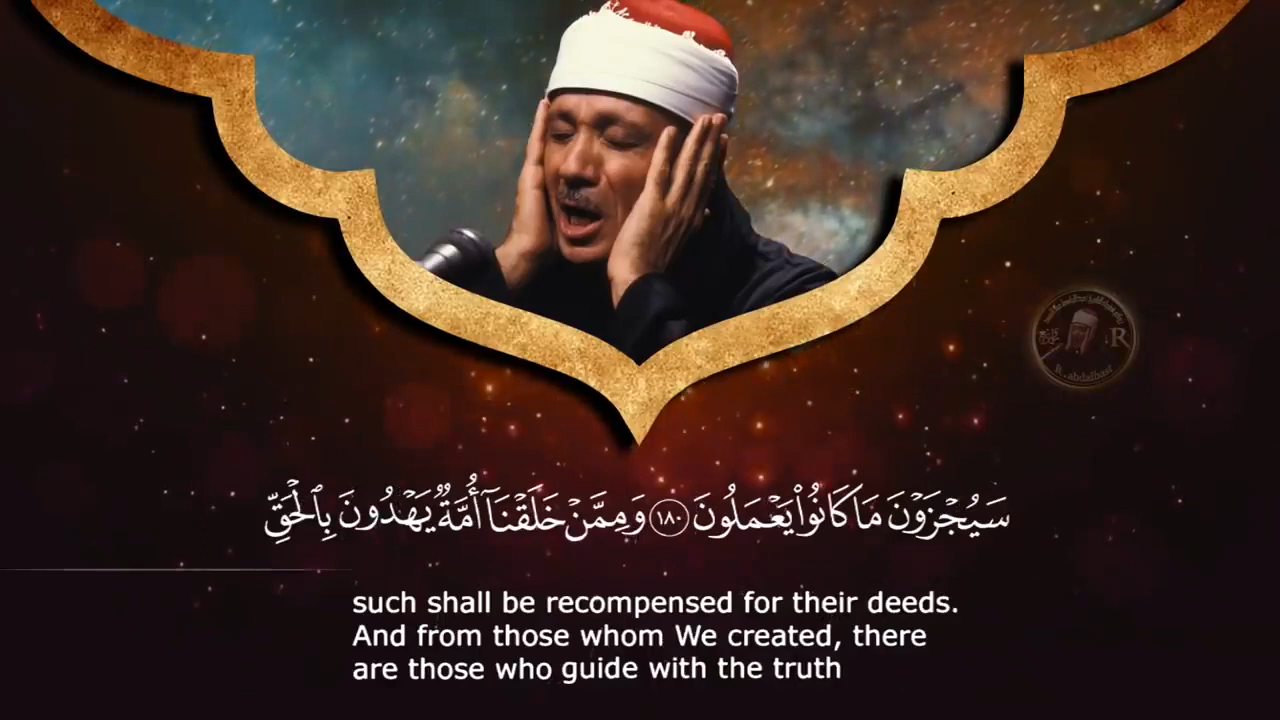 سَيُجْزَوْنَ مَا كَانُوا۟ يَعْمَلُونَ ١٨٠ وَمِمَّنْ خَلَقْنَآ أُمَّةٌ يَهْدُونَ بِٱلْحَقِّ
such shall be recompensed for their deeds.
And from those whom We created, there
are those who guide with the truth
R
R . abdalbast